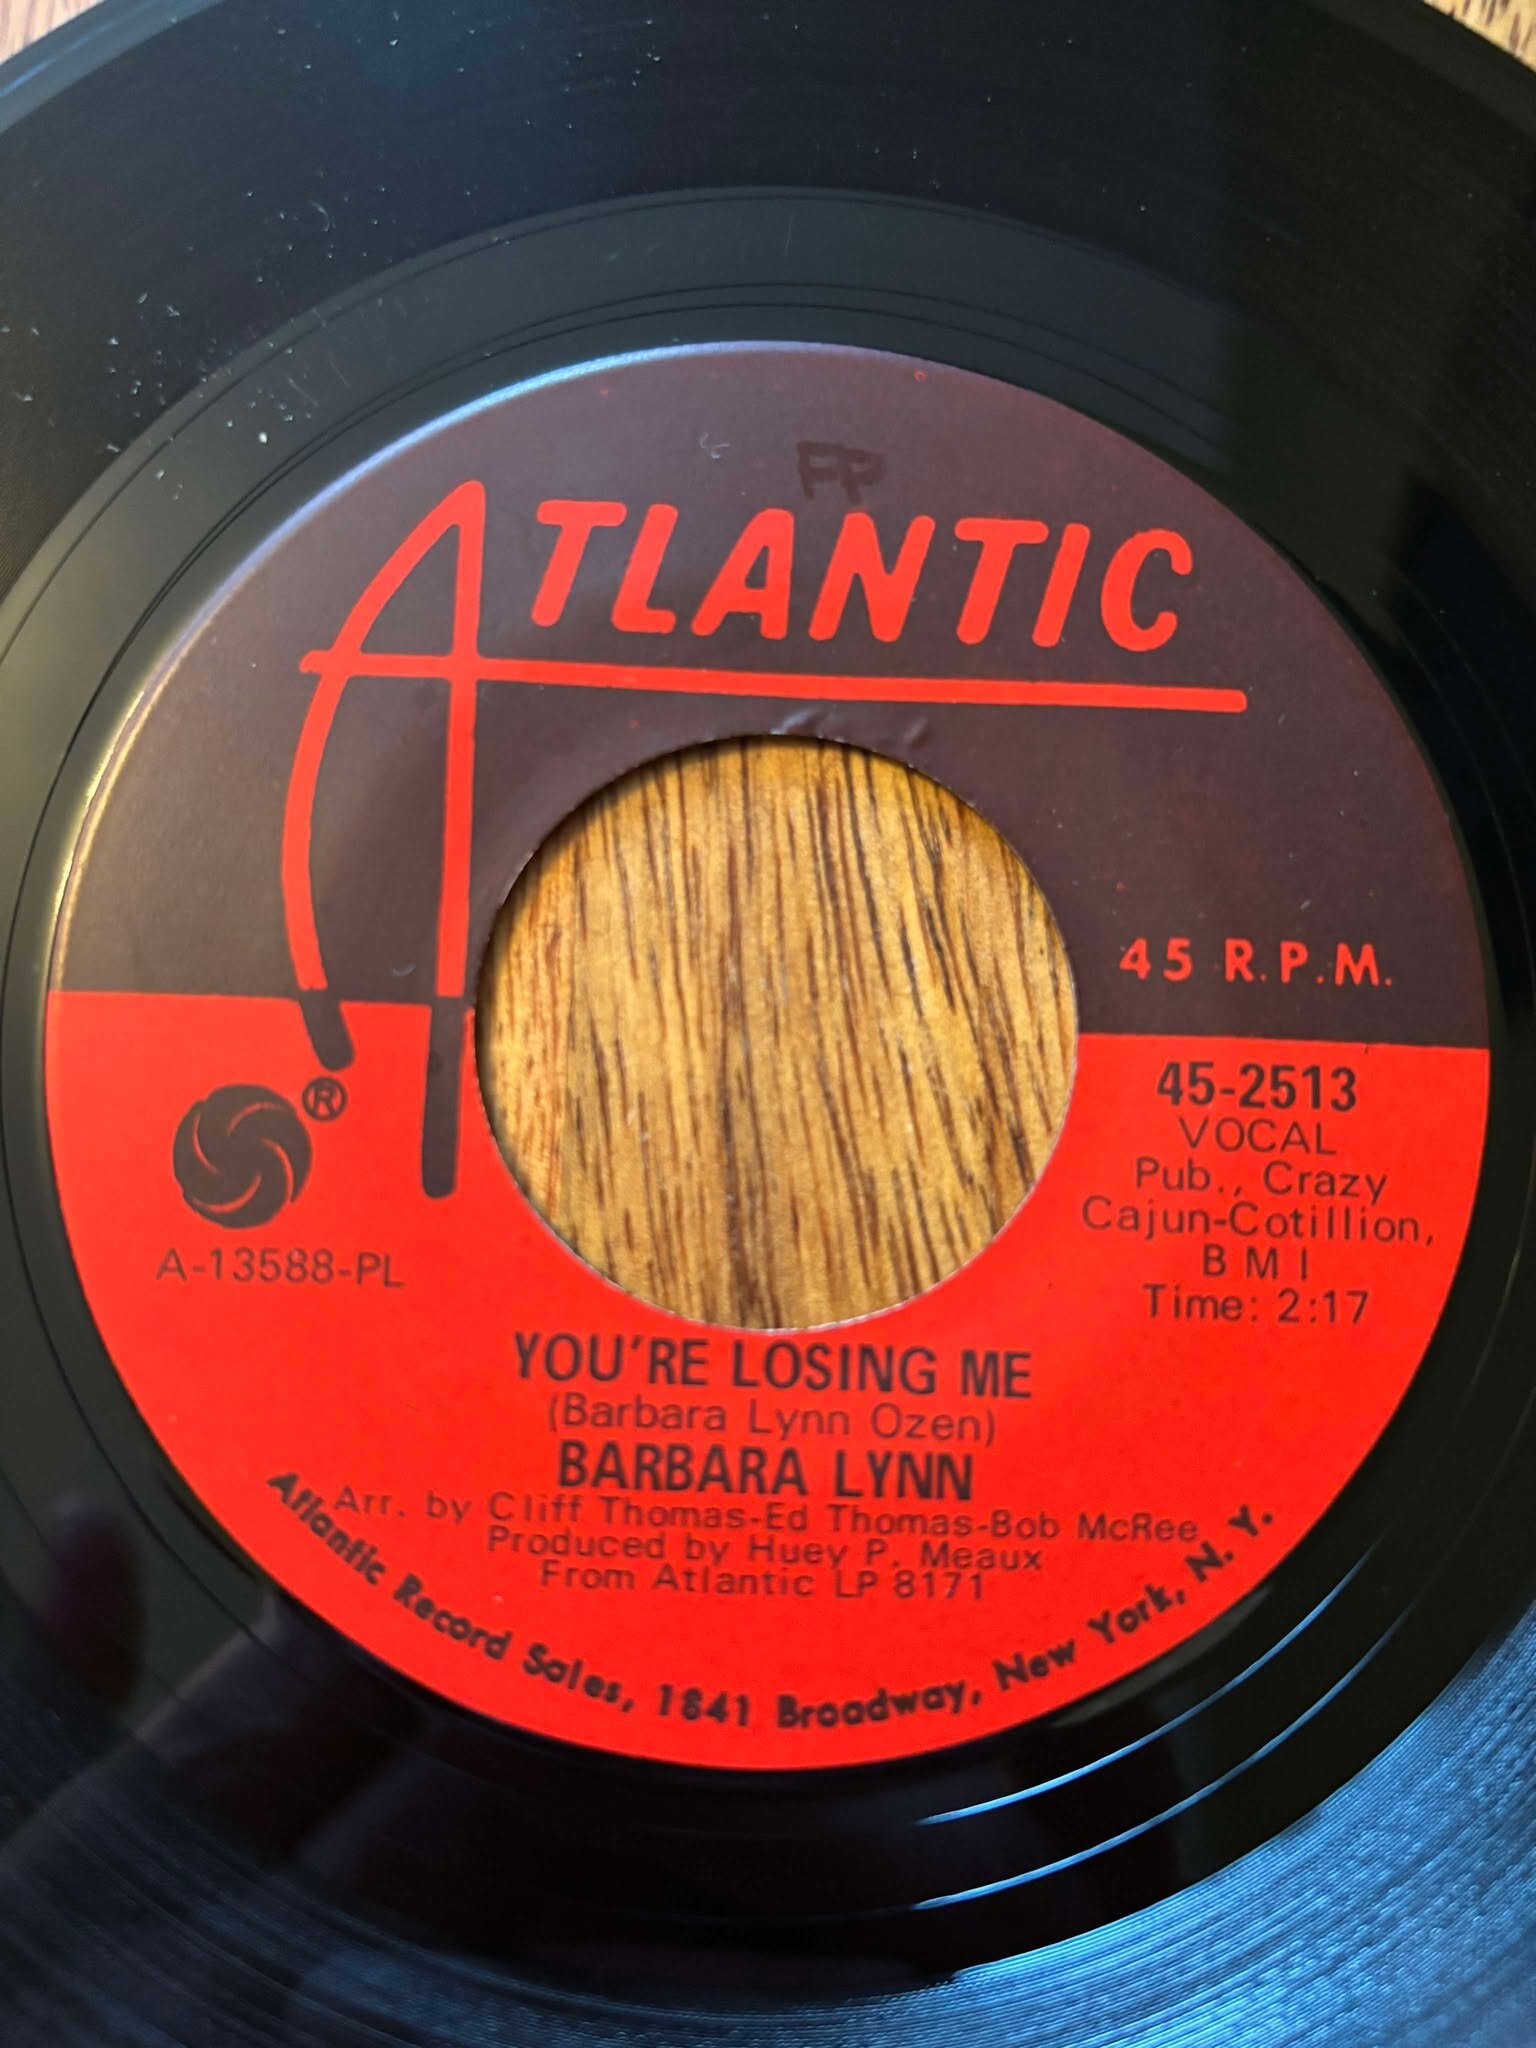 FP
ATLANTIC
45 R.P.M.
®
A-13588-PL
45-2513
VOCAL
Pub., Crazy
Cajun-Cotillion,
B M I
Time: 2:17
YOU'RE LOSING ME
(Barbara Lynn Ozen)
BARBARA LYNN
Arr. by Cliff Thomas-Ed Thomas-Bob McRee
Produced by Huey P. Meaux
From Atlantic LP 8171
Atlantic Record Sales, 1841 Broadway, New York, N. Y.